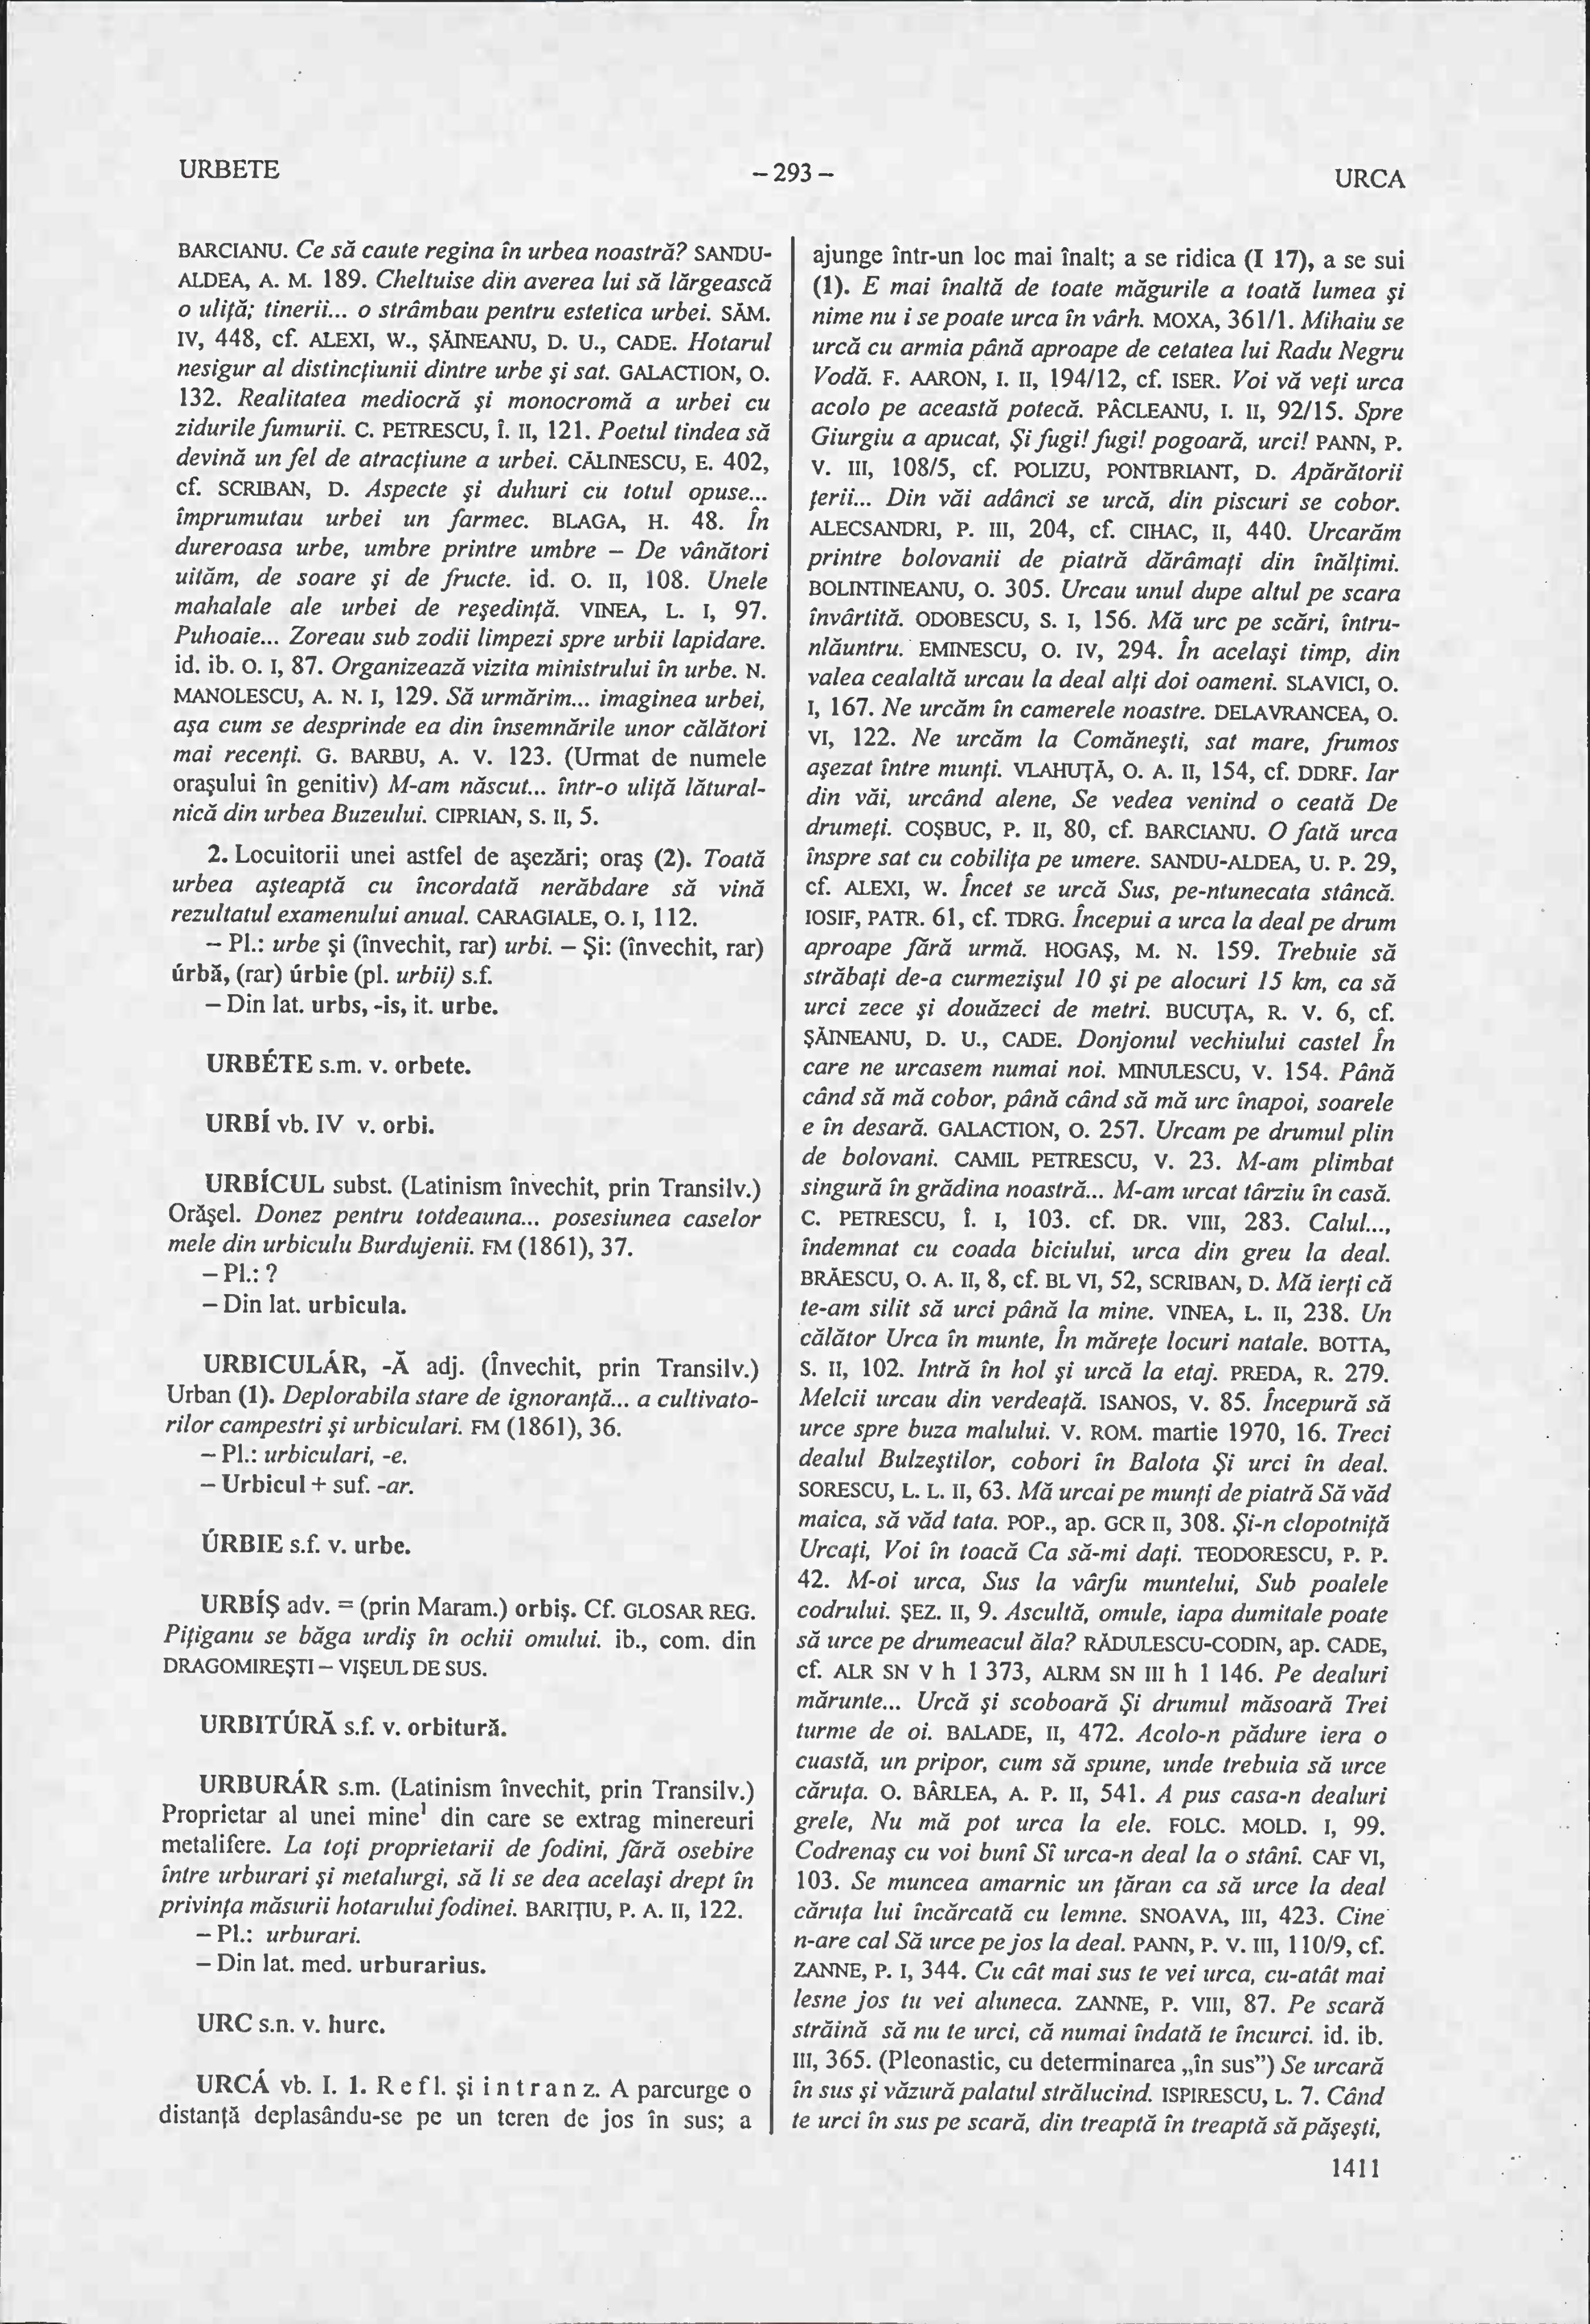 URBETE
– 293 –
URCA
BARCIANU. Ce să caute regina în urbea noastră? SANDU-
ALDEA, A. M. 189. Cheltuise din averea lui să lărgească
o uliţă; tinerii... o strâmbau pentru estetica urbei. SĂM.
IV, 448, cf. ALEXI, W., ŞĂINEANU, D. U., CADE. Hotarul
nesigur al distincţiunii dintre urbe şi sat. GALACTION, O.
132. Realitatea mediocră şi monocromă a urbei cu
zidurile fumurii. C. PETRESCU, Î. II, 121. Poetul tindea să
devină un fel de atracţiune a urbei. CĂLINESCU, E. 402,
cf. SCRIBAN, D. Aspecte şi duhuri cu totul opuse...
împrumutau urbei un farmec. BLAGA, H. 48. În
dureroasa urbe, umbre printre umbre – De vânători
uităm, de soare şi de fructe. id. O. II, 108. Unele
mahalale ale urbei de reşedinţă. VINEA, L. I, 97.
Puhoaie... Zoreau sub zodii limpezi spre urbii lapidare.
id. ib. O. I, 87. Organizează vizita ministrului în urbe. N.
MANOLESCU, A. N. I, 129. Să urmărim... imaginea urbei,
aşa cum se desprinde ea din însemnările unor călători
mai recenţi. G. BARBU, A. V. 123. (Urmat de numele
oraşului în genitiv) M-am născut... într-o uliţă lătural-
nică din urbea Buzeului. CIPRIAN, S. II, 5.
2. Locuitorii unei astfel de aşezări; oraş (2). Toată
urbea aşteaptă cu încordată nerăbdare să vină
rezultatul examenului anual. CARAGIALE, O. I, 112.
– Pl.: urbe şi (învechit, rar) urbi. – Şi: (învechit, rar)
úrbă, (rar) úrbie (pl. urbii) s.f.
– Din lat. urbs, -is, it. urbe.
URBÉTE s.m. v. orbete.
URBÍ vb. IV v. orbi.
URBÍCUL subst. (Latinism învechit, prin Transilv.)
Orăşel. Donez pentru totdeauna... posesiunea caselor
mele din urbiculu Burdujenii. FM (1861), 37.
– Pl.: ?
– Din lat. urbicula.
URBICULÁR, -Ă adj. (Învechit, prin Transilv.)
Urban (1). Deplorabila stare de ignoranţă... a cultivato-
rilor campestri şi urbiculari. FM (1861), 36.
– Pl.: urbiculari, -e.
– Urbicul + suf. -ar.
ÚRBIE s.f. v. urbe.
URBÍŞ adv. = (prin Maram.) orbiş. Cf. GLOSAR REG.
Piţiganu se băga urdiş în ochii omului. ib., com. din
DRAGOMIREŞTI – VIŞEUL DE SUS.
URBITÚRĂ s.f. v. orbitură.
URBURÁR s.m. (Latinism învechit, prin Transilv.)
Proprietar al unei mine¹ din care se extrag minereuri
metalifere. La toţi proprietarii de fodini, fără osebire
între urburari şi metalurgi, să li se dea acelaşi drept în
privinţa măsurii hotarului fodinei. BARIŢIU, P. A. II, 122.
– Pl.: urburari.
– Din lat. med. urburarius.
URC s.n. v. hurc.
URCÁ vb. I. 1. Refl. şi intranz. A parcurge o
distanţă deplasându-se pe un teren de jos în sus; a
ajunge într-un loc mai înalt; a se ridica (I 17), a se sui
(1). E mai înaltă de toate măgurile a toată lumea şi
nime nu i se poate urca în vârh. MOXA, 361/1. Mihaiu se
urcă cu armia până aproape de cetatea lui Radu Negru
Vodă. F. AARON, I. II, 194/12, cf. ISER. Voi vă veţi urca
acolo pe această potecă. PÂCLEANU, I. II, 92/15. Spre
Giurgiu a apucat, Şi fugi! fugi! pogoară, urci! PANN, P.
V. III, 108/5, cf. POLIZU, PONTBRIANT, D. Apărătorii
ţerii... Din văi adânci se urcă, din piscuri se cobor.
ALECSANDRI, P. III, 204, cf. CIHAC, II, 440. Urcarăm
printre bolovanii de piatră dărâmaţi din înălţimi.
BOLINTINEANU, O. 305. Urcau unul dupe altul pe scara
învârtită. ODOBESCU, S. I, 156. Mă urc pe scări, întru-
nlăuntru. EMINESCU, O. IV, 294. În acelaşi timp, din
valea cealaltă urcau la deal alţi doi oameni. SLAVICI, O.
I, 167. Ne urcăm în camerele noastre. DELAVRANCEA, O.
VI, 122. Ne urcăm la Comăneşti, sat mare, frumos
aşezat între munţi. VLAHUŢĂ, O. A. II, 154, cf. DDRF. Iar
din văi, urcând alene, Se vedea venind o ceată De
drumeţi. COŞBUC, P. II, 80, cf. BARCIANU. O fată urca
înspre sat cu cobiliţa pe umere. SANDU-ALDEA, U. P. 29,
cf. ALEXI, W. Încet se urcă Sus, pe-ntunecata stâncă.
IOSIF, PATR. 61, cf. TDRG. Începui a urca la deal pe drum
aproape fără urmă. HOGAŞ, M. N. 159. Trebuie să
străbaţi de-a curmezişul 10 şi pe alocuri 15 km, ca să
urci zece şi douăzeci de metri. BUCUŢA, R. V. 6, cf.
ŞĂINEANU, D. U., CADE. Donjonul vechiului castel În
care ne urcasem numai noi. MINULESCU, V. 154. Până
când să mă cobor, până când să mă urc înapoi, soarele
e în desară. GALACTION, O. 257. Urcam pe drumul plin
de bolovani. CAMIL PETRESCU, V. 23. M-am plimbat
singură în grădina noastră... M-am urcat târziu în casă.
C. PETRESCU, Î. I, 103. cf. DR. VIII, 283. Calul...,
îndemnat cu coada biciului, urca din greu la deal.
BRĂESCU, O. A. II, 8, cf. BL VI, 52, SCRIBAN, D. Mă ierţi că
te-am silit să urci până la mine. VINEA, L. II, 238. Un
călător Urca în munte, În măreţe locuri natale. BOTTA,
S. II, 102. Intră în hol şi urcă la etaj. PREDA, R. 279.
Melcii urcau din verdeaţă. ISANOS, V. 85. Începură să
urce spre buza malului. V. ROM. martie 1970, 16. Treci
dealul Bulzeştilor, cobori în Balota Şi urci în deal.
SORESCU, L. L. II, 63. Mă urcai pe munţi de piatră Să văd
maica, să văd tata. POP., ap. GCR II, 308. Şi-n clopotniţă
Urcaţi, Voi în toacă Ca să-mi daţi. TEODORESCU, P. P.
42. M-oi urca, Sus la vârfu muntelui, Sub poalele
codrului. ŞEZ. II, 9. Ascultă, omule, iapa dumitale poate
să urce pe drumeacul ăla? RĂDULESCU-CODIN, ap. CADE,
cf. ALR SN V h 1 373, ALRM SN III h 1 146. Pe dealuri
mărunte... Urcă şi scoboară Şi drumul măsoară Trei
turme de oi. BALADE, II, 472. Acolo-n pădure iera o
cuastă, un pripor, cum să spune, unde trebuia să urce
căruţa. O. BÂRLEA, A. P. II, 541. A pus casa-n dealuri
grele, Nu mă pot urca la ele. FOLC. MOLD. I, 99.
Codrenaş cu voi bunî Sî urca-n deal la o stânî. CAF VI,
103. Se muncea amarnic un ţăran ca să urce la deal
căruţa lui încărcată cu lemne. SNOAVA, III, 423. Cine
n-are cal Să urce pe jos la deal. PANN, P. V. III, 110/9, cf.
ZANNE, P. I, 344. Cu cât mai sus te vei urca, cu-atât mai
lesne jos tu vei aluneca. ZANNE, P. VIII, 87. Pe scară
străină să nu te urci, că numai îndată te încurci. id. ib.
III, 365. (Pleonastic, cu determinarea „în sus”) Se urcară
în sus şi văzură palatul strălucind. ISPIRESCU, L. 7. Când
te urci în sus pe scară, din treaptă în treaptă să păşeşti,
1411